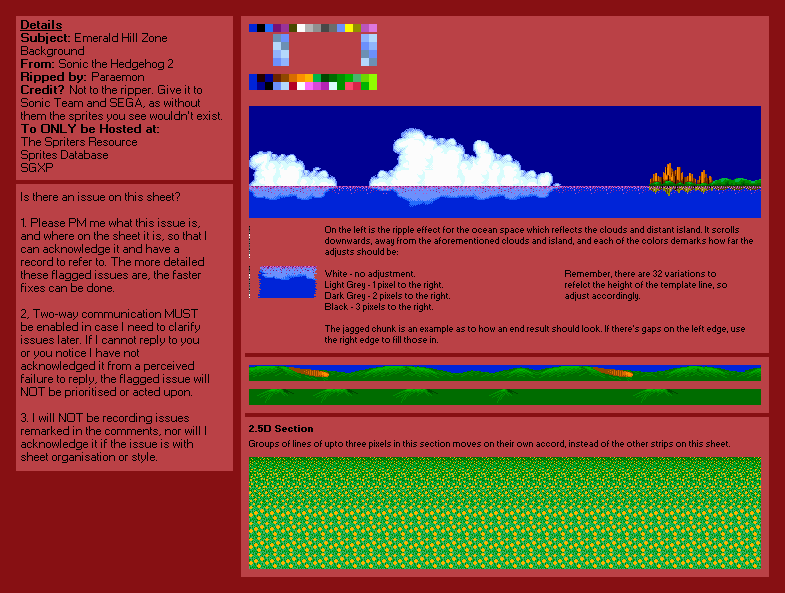 Details
Subject: Emerald Hill Zone
Background
From: Sonic the Hedgehog 2
Ripped by: Paraemon
Credit? Not to the ripper. Give it to
Sonic Team and SEGA, as without
them the sprites you see wouldn't exist.
To ONLY be Hosted at:
The Spriters Resource
Sprites Database
SGXP
Is there an issue on this sheet?
1. Please PM me what this issue is,
and where on the sheet it is, so that I
can acknowledge it and have a
record to refer to. The more detailed
these flagged issues are, the faster
fixes can be done.
2, Two-way communication MUST
be enabled in case I need to clarify
issues later. If I cannot reply to you
or you notice I have not
acknowledged it from a perceived
failure to reply, the flagged issue will
NOT be prioritised or acted upon.
3. I will NOT be recording issues
remarked in the comments, nor will I
acknowledge it if the issue is with
sheet organisation or style.
On the left is the ripple effect for the ocean space which reflects the clouds and distant island. It scrolls
downwards, away from the aforementioned clouds and island, and each of the colors demarks how far the
adjusts should be:
White - no adjustment.
Light Grey - 1 pixel to the right.
Dark Grey - 2 pixels to the right.
Black - 3 pixels to the right.
Remember, there are 32 variations to
refelct the height of the template line, so
adjust accordingly.
The jagged chunk is an example as to how an end result should look. If there's gaps on the left edge, use
the right edge to fill those in.
2.5D Section
Groups of lines of upto three pixels in this section moves on their own accord, instead of the other strips on this sheet.